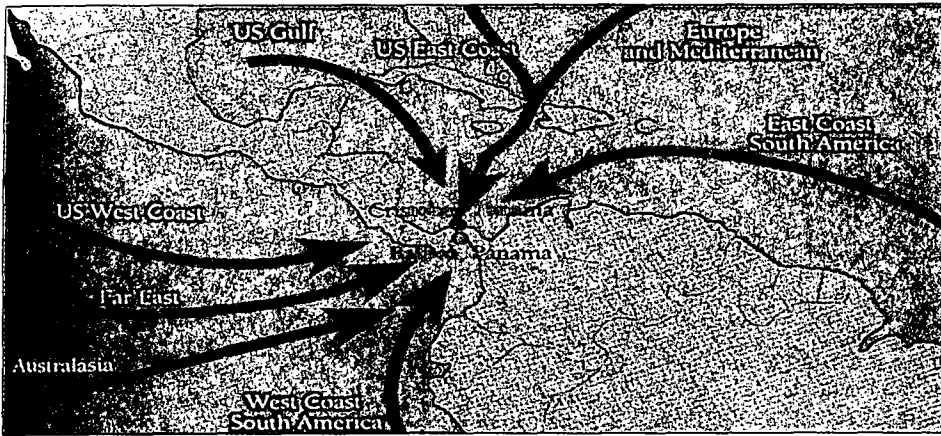 US Gulf
US East Coast
Europe
and Mediterranean
East Coast
South America
US West Coast
Panama
Far East
Australasia
West Coast
South America